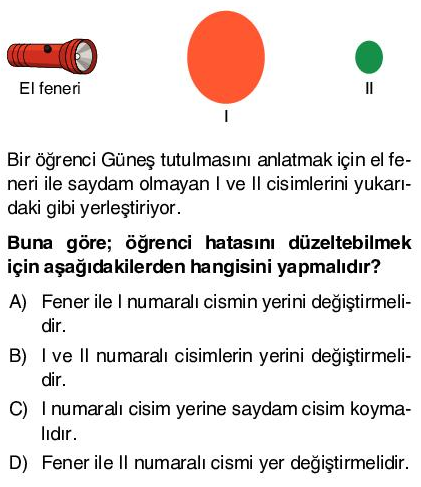 El feneri
I
II
Bir öğrenci Güneş tutulmasını anlatmak için el fe-
neri ile saydam olmayan I ve II cisimlerini yukarı-
daki gibi yerleştiriyor.
Buna göre; öğrenci hatasını düzeltebilmek
için aşağıdakilerden hangisini yapmalıdır?
A) Fener ile I numaralı cismin yerini değiştirmeli-
dir.
B) I ve II numaralı cisimlerin yerini değiştirmeli-
dir.
C) I numaralı cisim yerine saydam cisim koyma-
lıdır.
D) Fener ile II numaralı cismi yer değiştirmelidir.